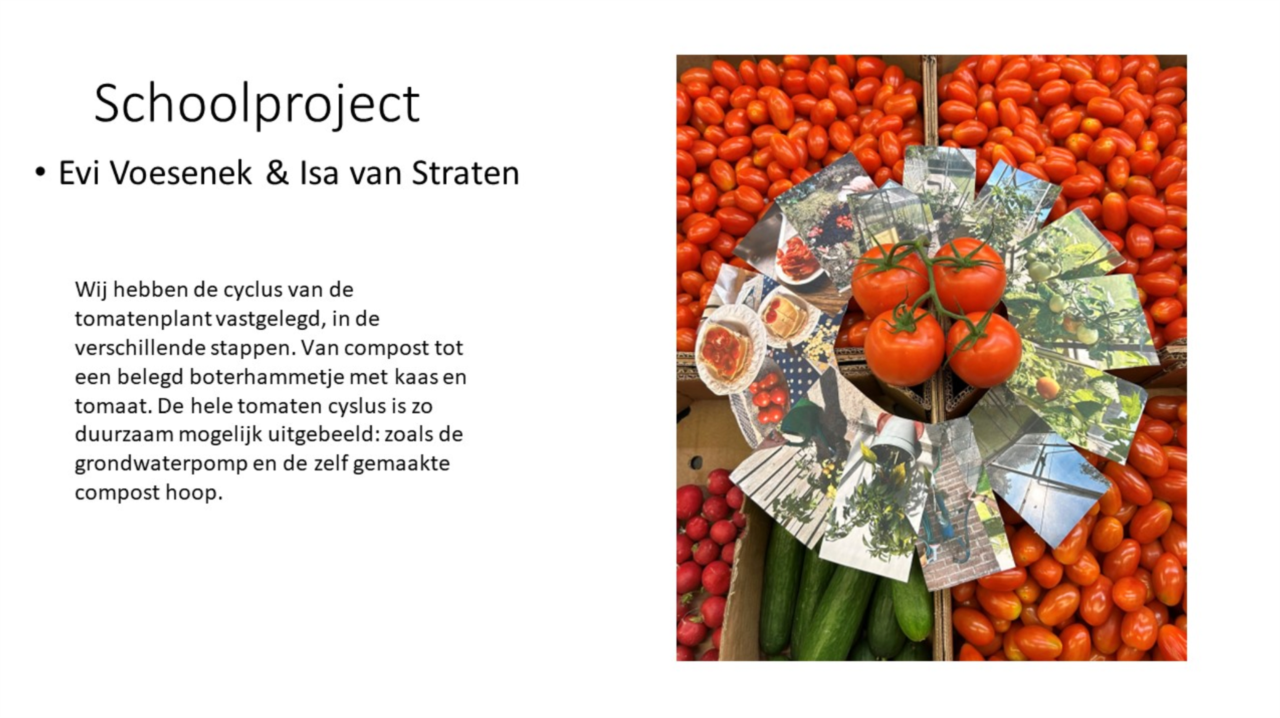 Schoolproject
• Evi Voesenek & Isa van Straten
Wij hebben de cyclus van de
tomatenplant vastgelegd, in de
verschillende stappen. Van compost tot
een belegd boterhammetje met kaas en
tomaat. De hele tomaten cyslus is zo
duurzaam mogelijk uitgebeeld: zoals de
grondwaterpomp en de zelf gemaakte
compost hoop.